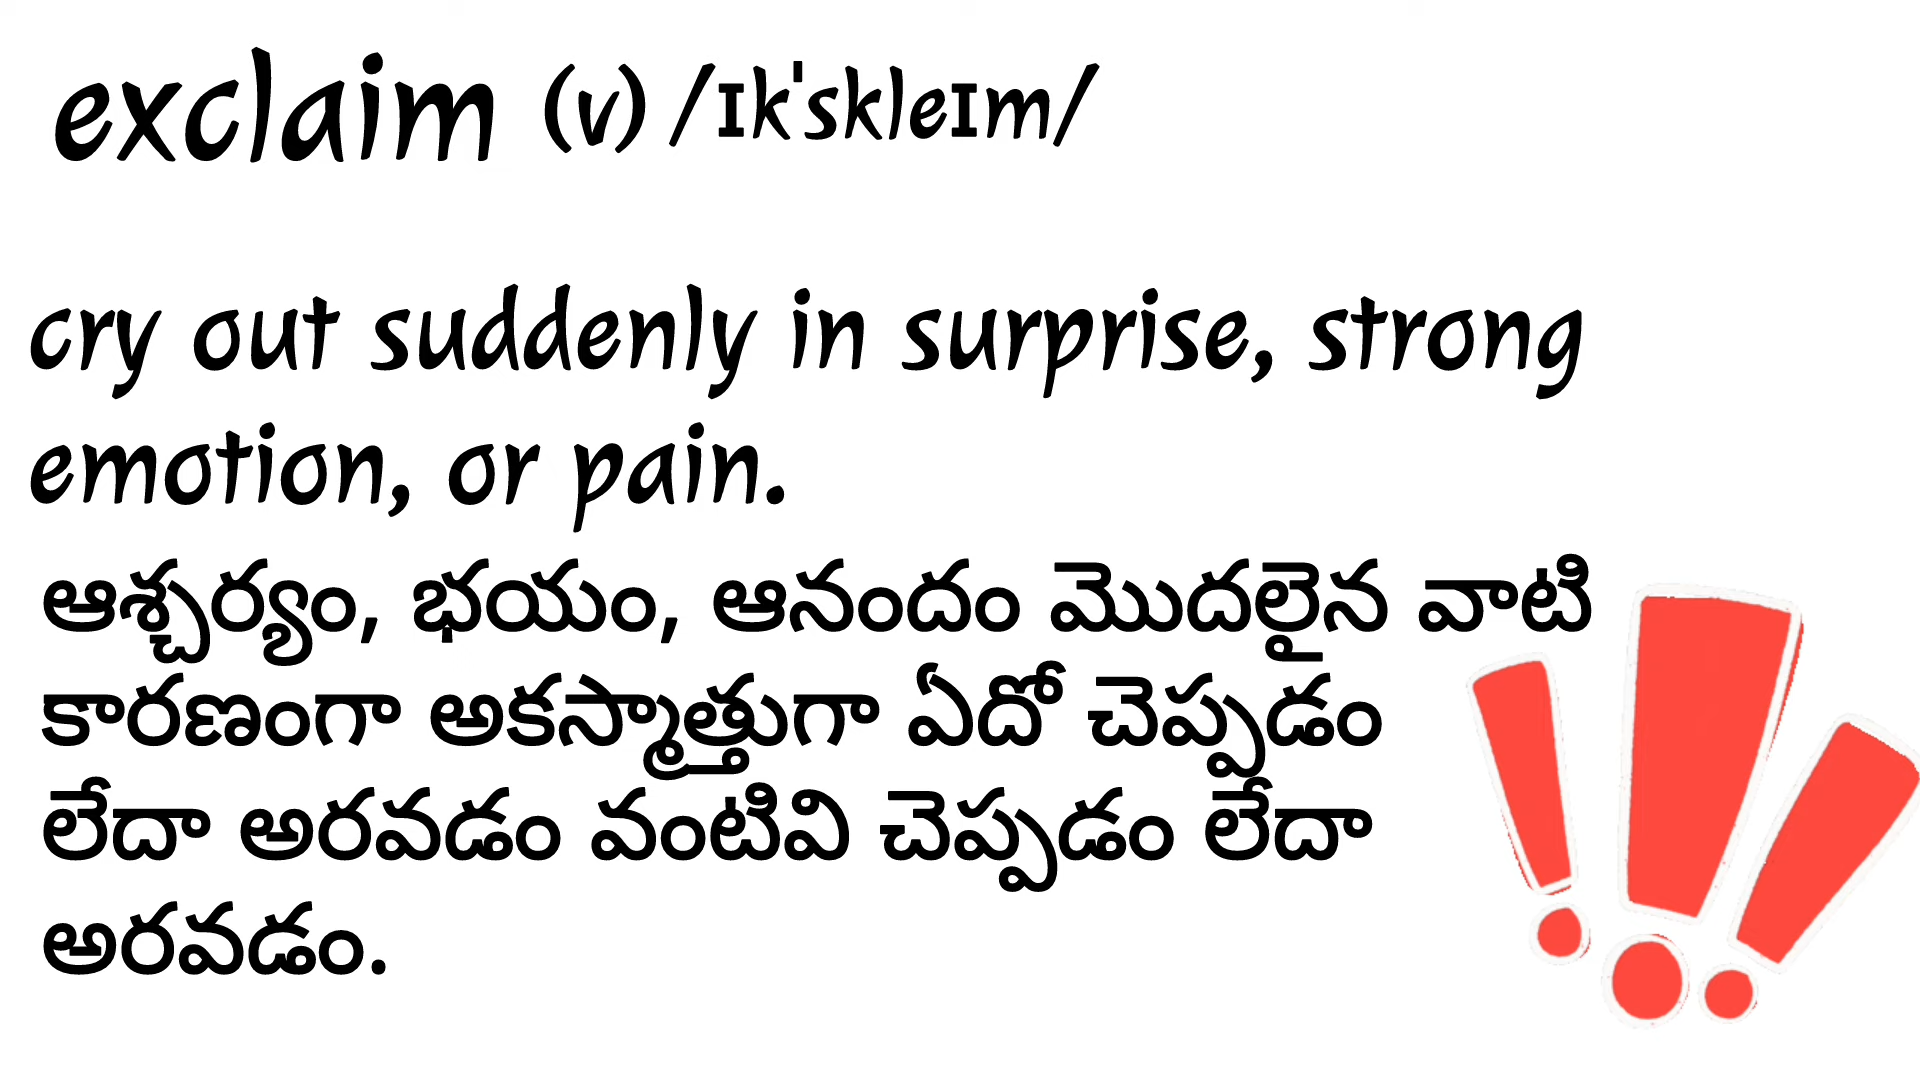 exclaim (v) /ɪk'skleɪm/
cry out suddenly in surprise, strong
emotion, or pain.
ఆశ్చర్యం, భయం, ఆనందం మొదలైన వాటి
కారణంగా అకస్మాత్తుగా ఏదో చెప్పడం
లేదా అరవడం వంటివి చెప్పడం లేదా
అరవడం.